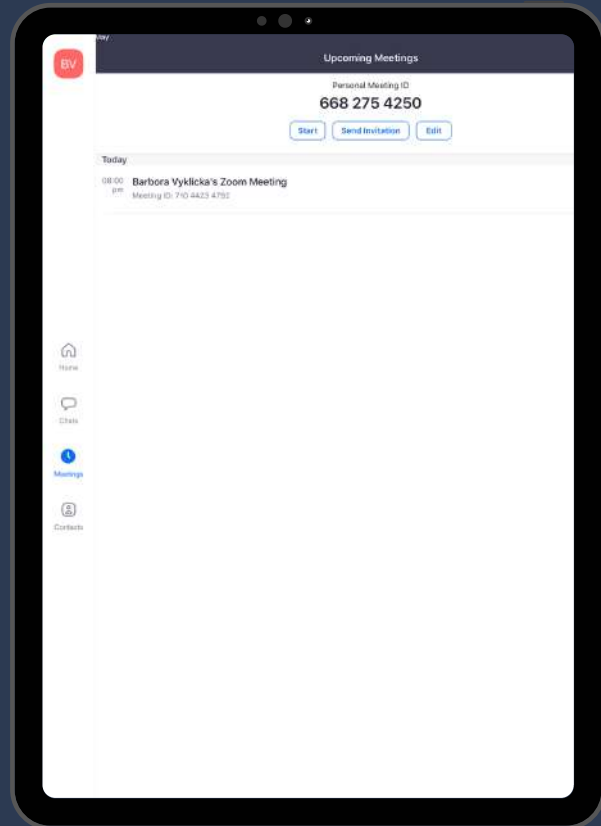 May
BV
Upcoming Meetings
Personal Meeting ID
668 275 4250
Start Send Invitation Edit
Today
08:00 Barbora Vyklicka's Zoom Meeting
pm Meeting ID: 710 4423 4792
Home
Chats
Meetings
Contacts